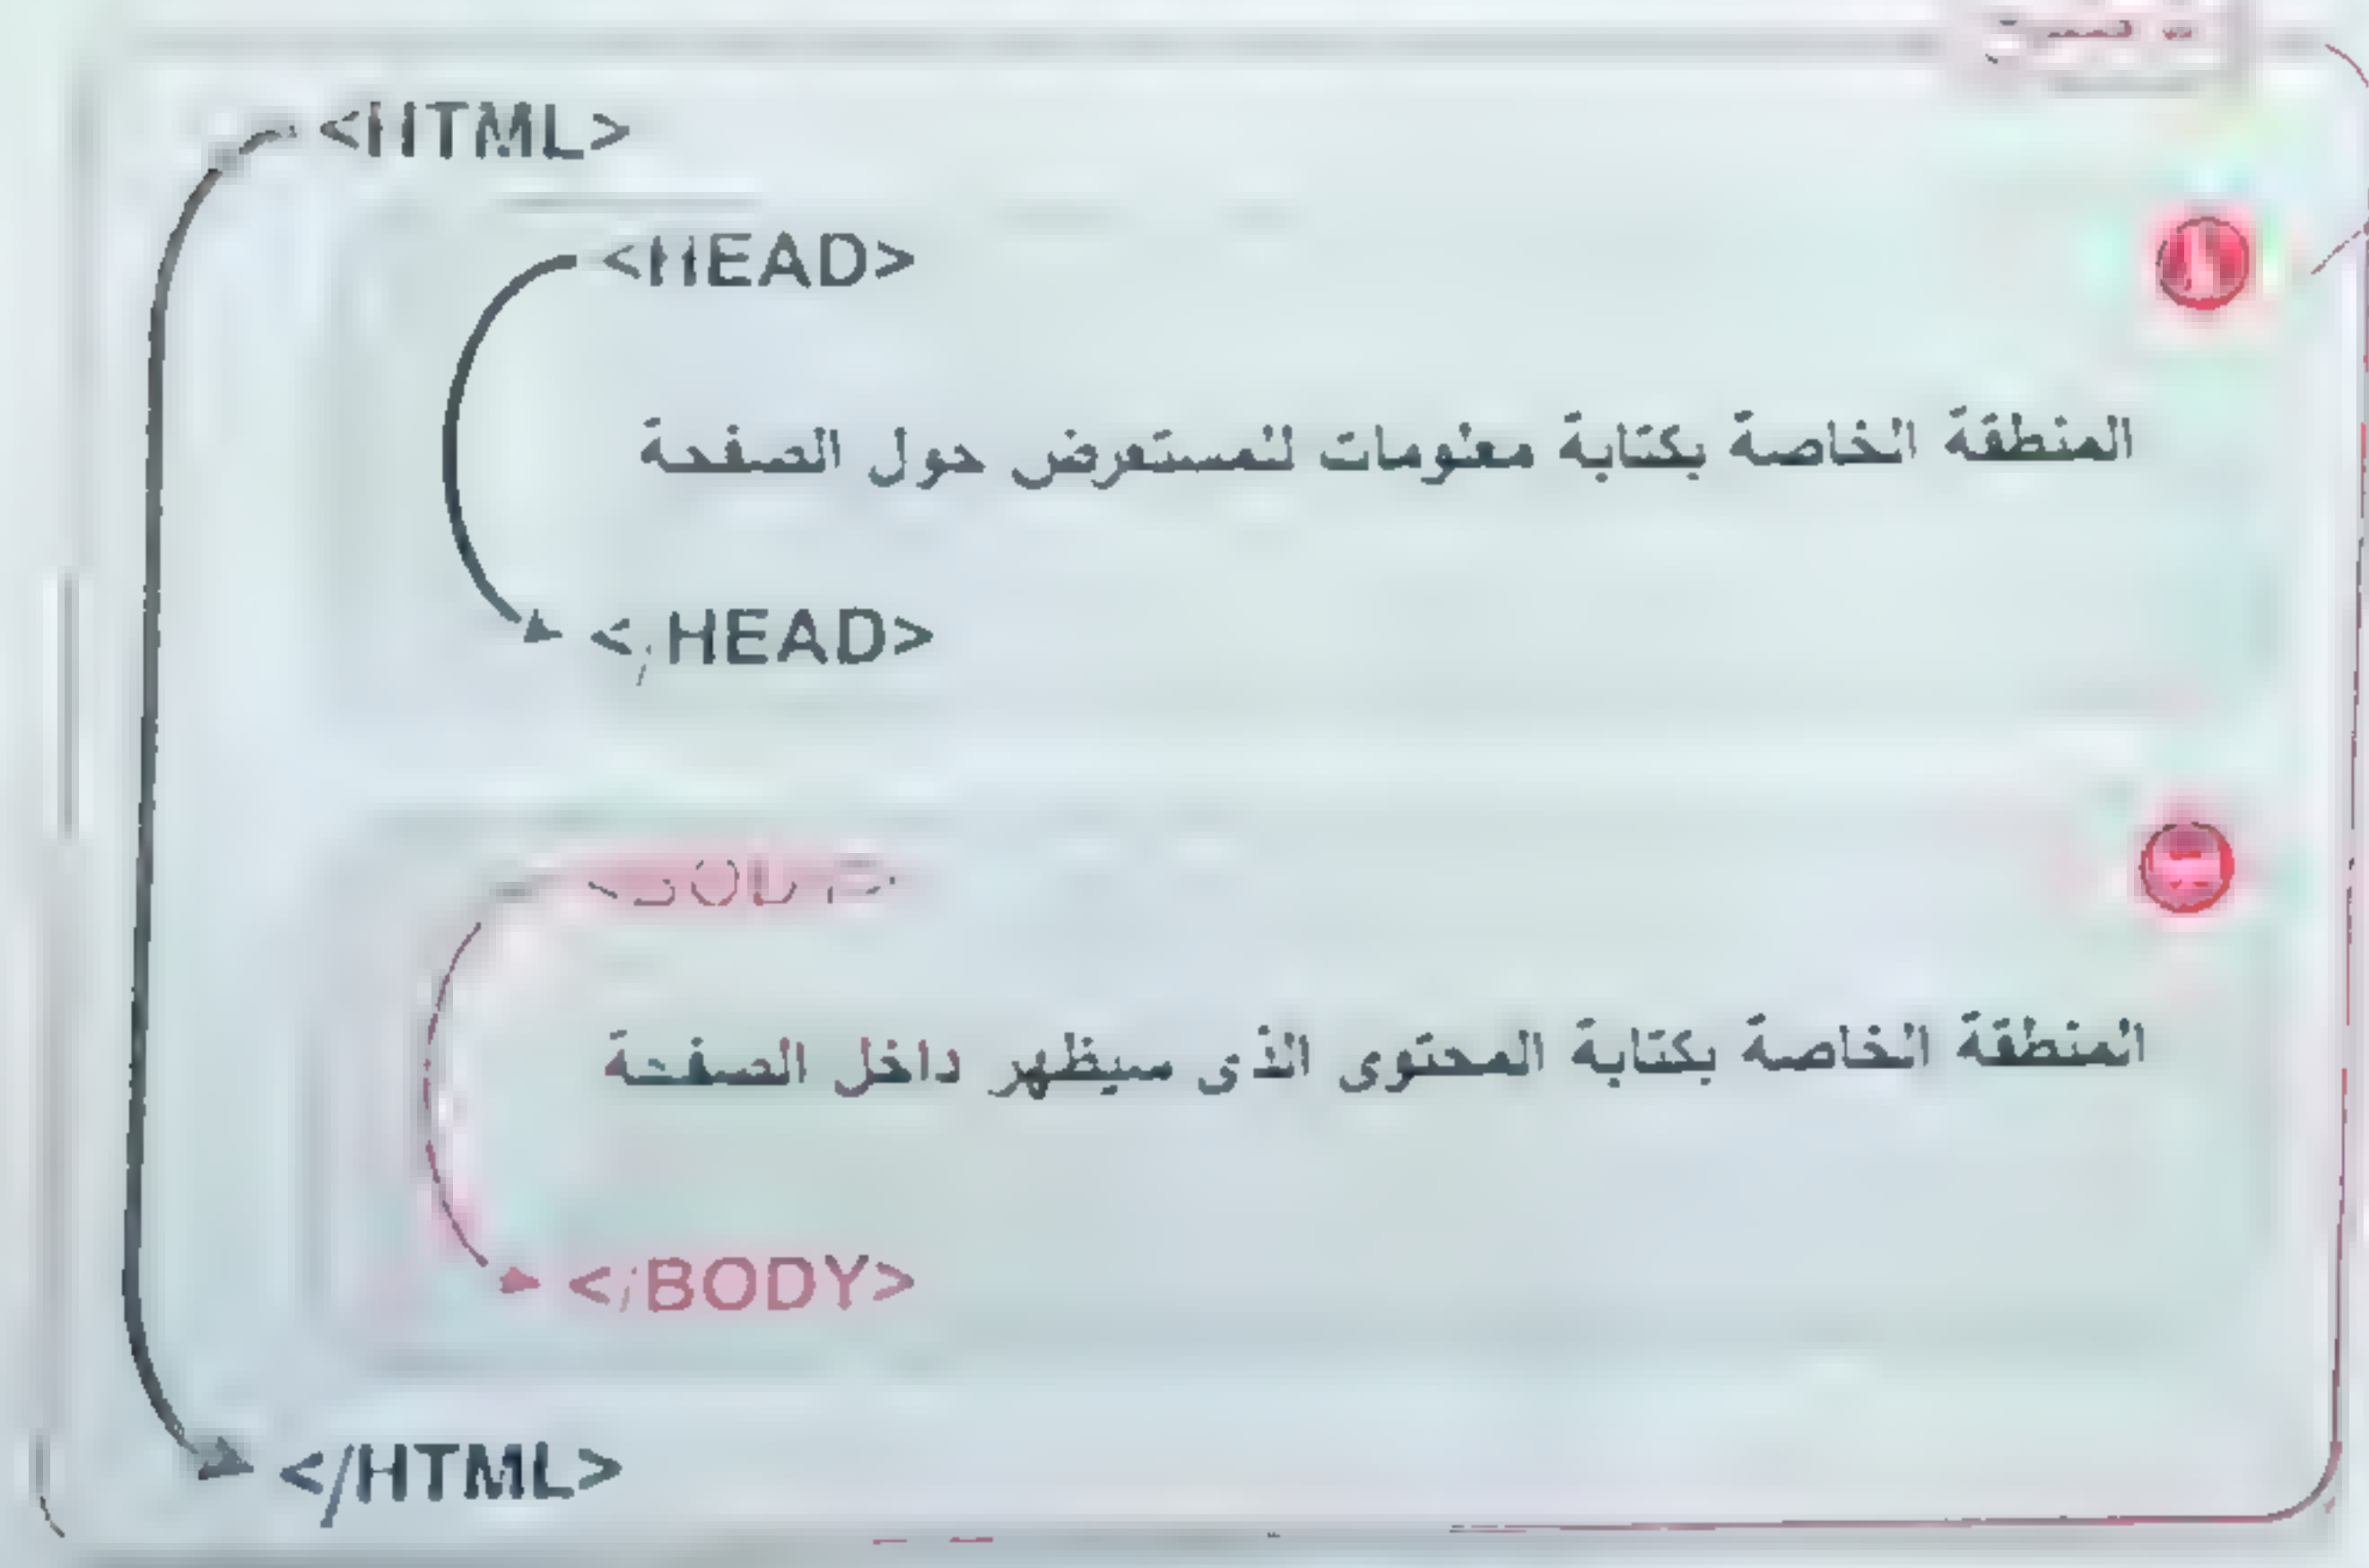 <HTML>
<HEAD>
المنطقة الخاصة بكتابة معلومات للمستعرض حول الصفحة
</HEAD>
المنطقة الخاصة بكتابة المحتوى الذى سيظهر داخل الصفحة
</BODY>
</HTML>